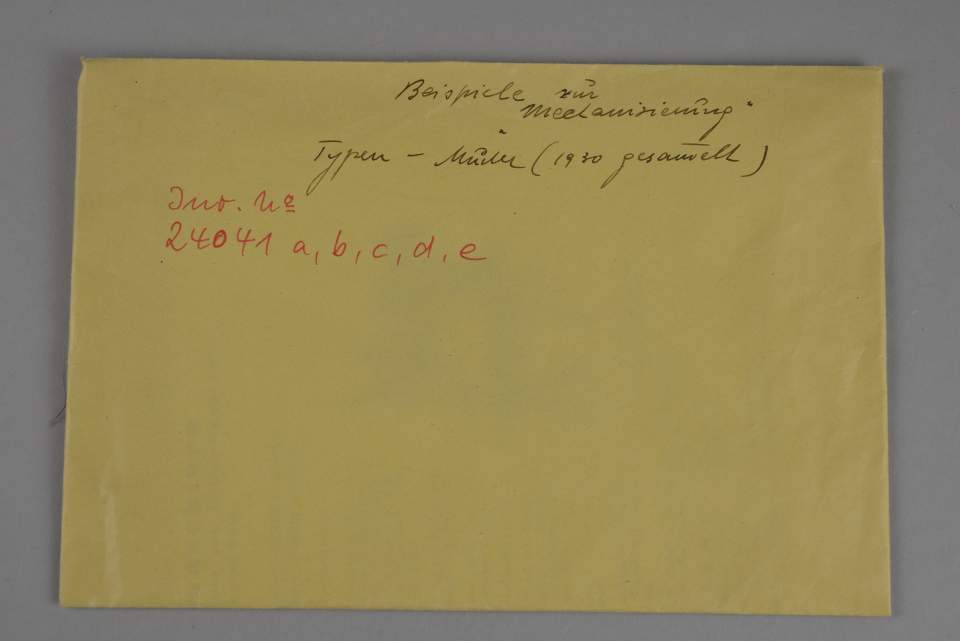 Beispiele zur
"Mechanisierung"
Typen - Müller (1930 gesammelt)
Inv. No
24041 a, b, c, d, e